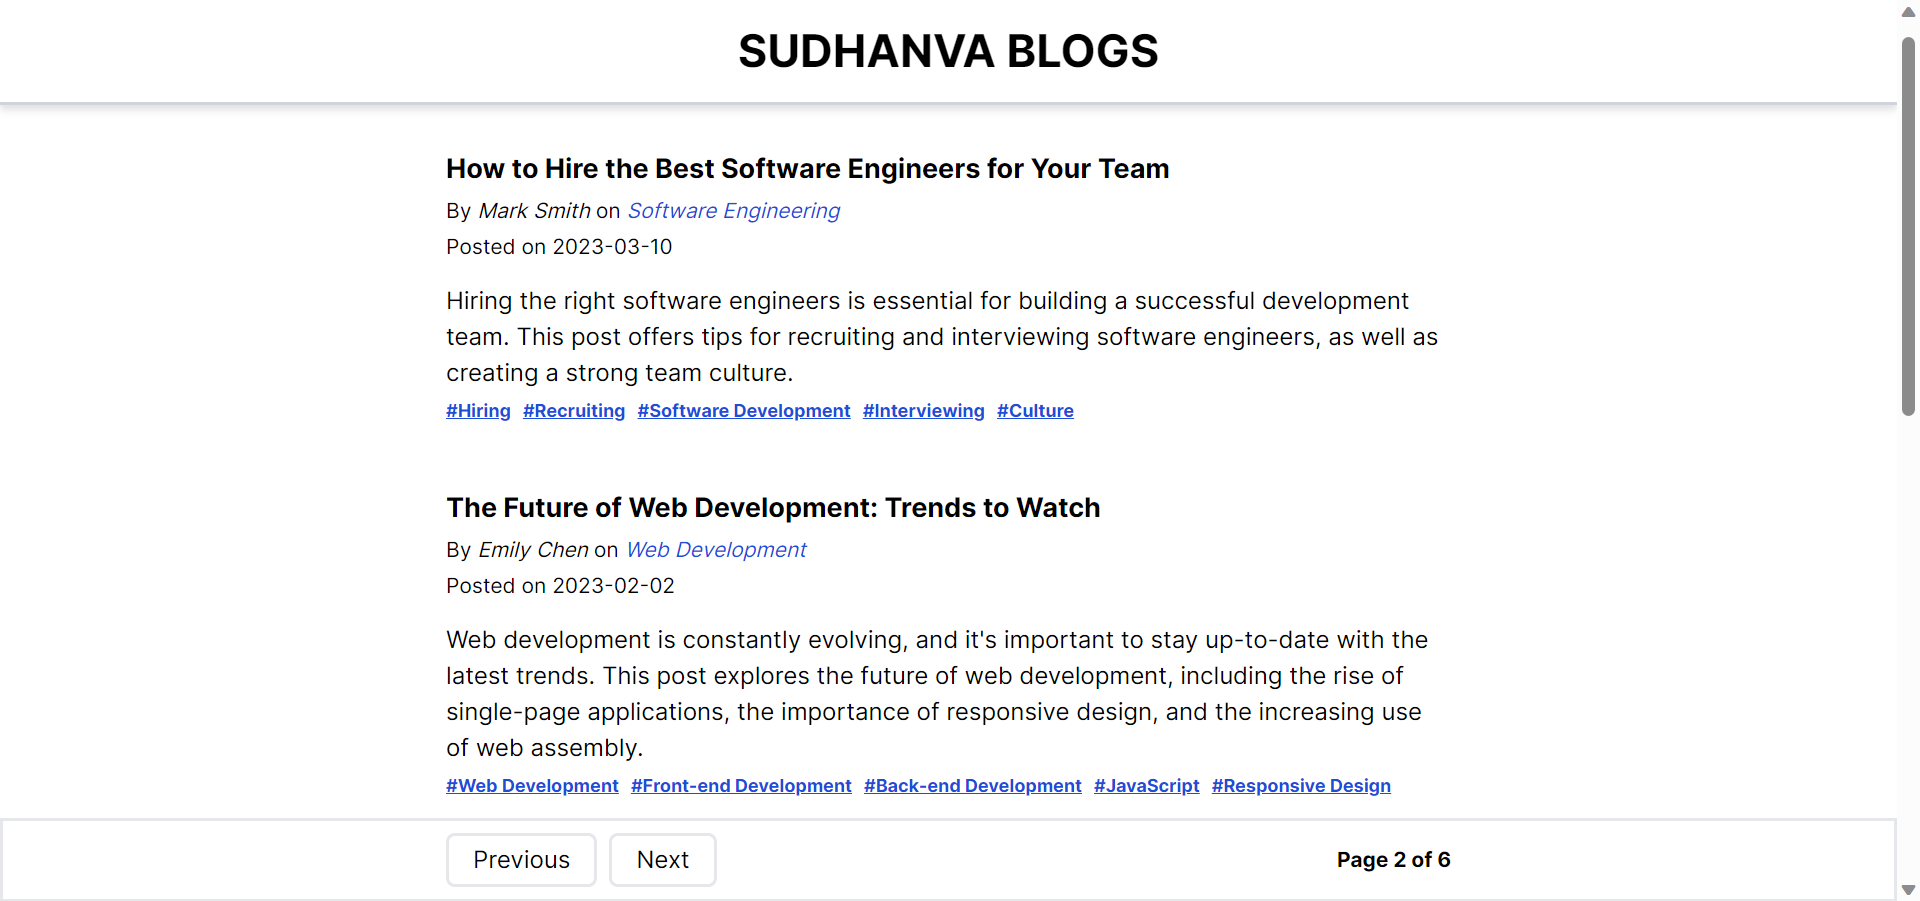 SUDHANVA BLOGS
How to Hire the Best Software Engineers for Your Team
By Mark Smith on Software Engineering
Posted on 2023-03-10
Hiring the right software engineers is essential for building a successful development
team. This post offers tips for recruiting and interviewing software engineers, as well as
creating a strong team culture.
#Hiring #Recruiting #Software Development #Interviewing #Culture
The Future of Web Development: Trends to Watch
By Emily Chen on Web Development
Posted on 2023-02-02
Web development is constantly evolving, and it's important to stay up-to-date with the
latest trends. This post explores the future of web development, including the rise of
single-page applications, the importance of responsive design, and the increasing use
of web assembly.
#Web Development #Front-end Development #Back-end Development #JavaScript #Responsive Design
Previous Next Page 2 of 6